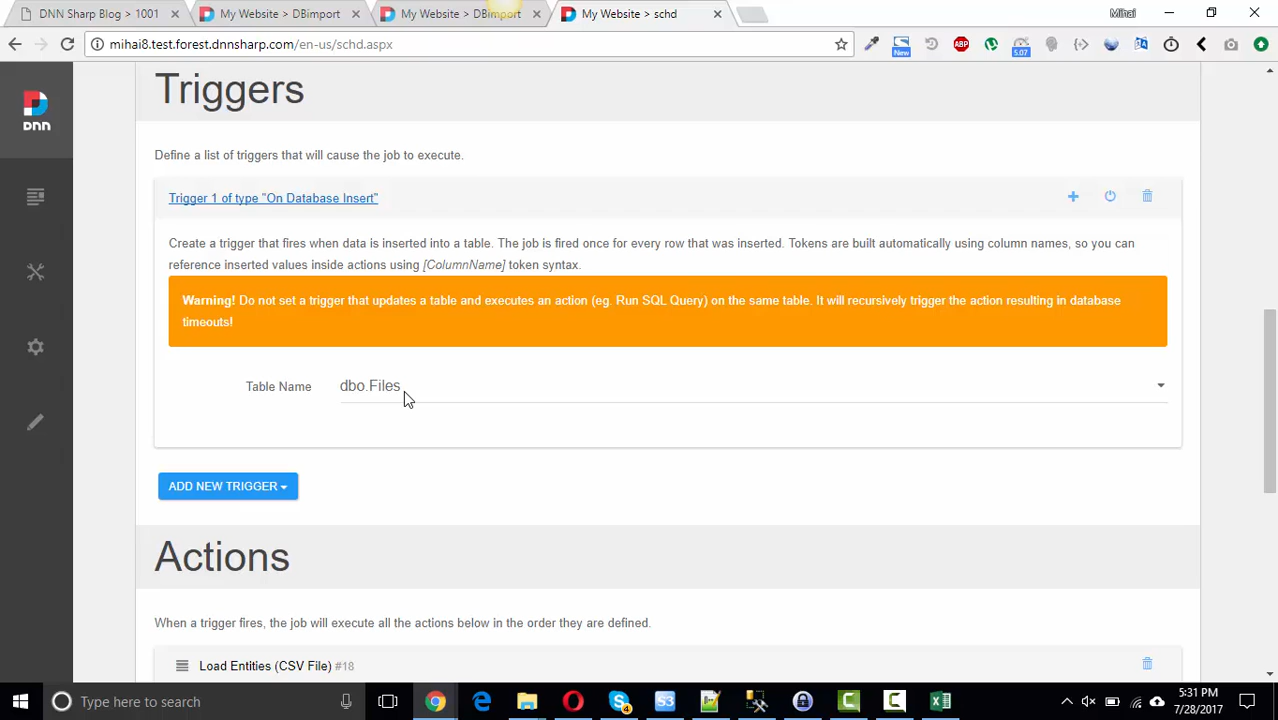 DNN Sharp Blog > 1001
My Website > DBimport
My Website > DBimport
My Website > schd
Mihai
mihai8.test.forest.dnnsharp.com/en-us/schd.aspx
New
ABP
5.07
DNN
Triggers
Define a list of triggers that will cause the job to execute.
Trigger 1 of type "On Database Insert"
Create a trigger that fires when data is inserted into a table. The job is fired once for every row that was inserted. Tokens are built automatically using column names, so you can
reference inserted values inside actions using [ColumnName] token syntax.
Warning! Do not set a trigger that updates a table and executes an action (eg. Run SQL Query) on the same table. It will recursively trigger the action resulting in database
timeouts!
Table Name
dbo.Files
ADD NEW TRIGGER
Actions
When a trigger fires, the job will execute all the actions below in the order they are defined.
Load Entities (CSV File) #18
Type here to search
S3
4
5:31 PM
7/28/2017